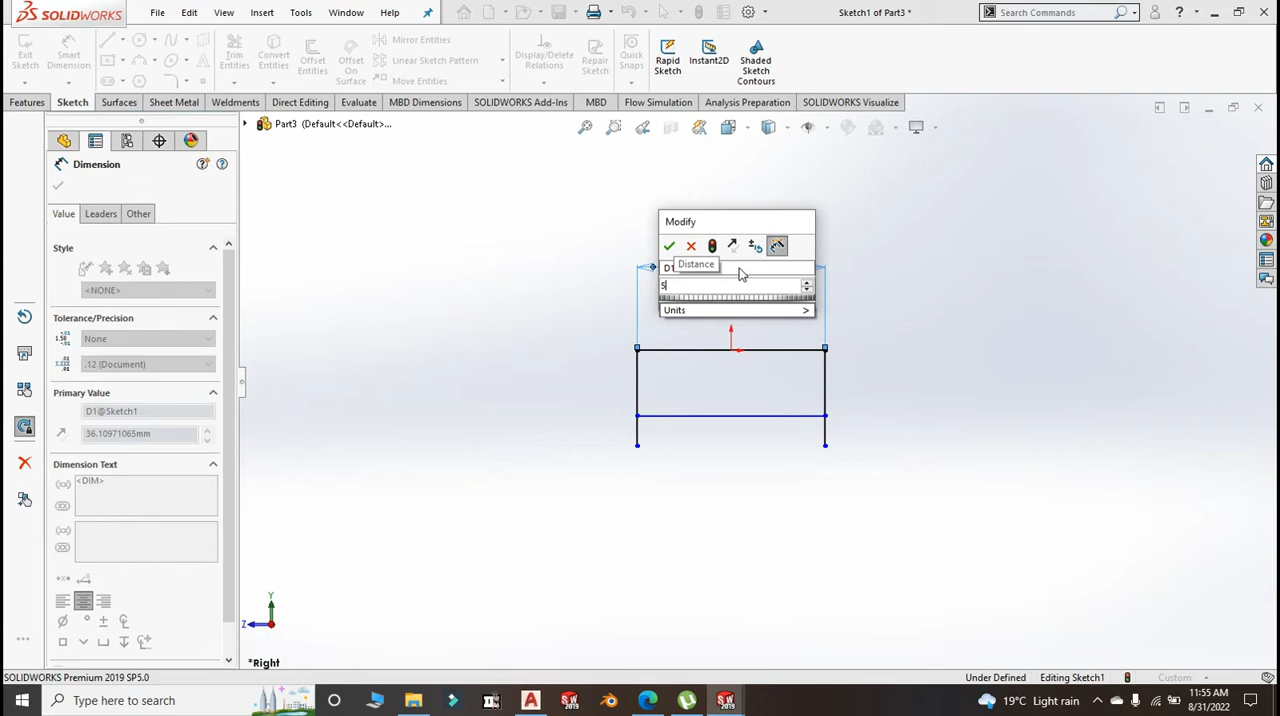 SOLIDWORKS File Edit View Insert Tools Window Help Sketch1 of Part3 * Search Commands ?
Exit Sketch
Smart Dimension
Trim Entities
Convert Entities
Offset Entities
Offset On Surface
Mirror Entities
Linear Sketch Pattern
Move Entities
Display/Delete Relations
Repair Sketch
Quick Snaps
Rapid Sketch
Instant2D
Shaded Sketch Contours
Features Sketch Surfaces Sheet Metal Weldments Direct Editing Evaluate MBD Dimensions SOLIDWORKS Add-Ins MBD Flow Simulation Analysis Preparation SOLIDWORKS Visualize
Part3 (Default<<Default>...
Dimension
Value Leaders Other
Style
<NONE>
Tolerance/Precision
None
.12 (Document)
Primary Value
D1@Sketch1
36.10971065mm
Dimension Text
<DIM>
Modify
Distance
5
Units >
Y
Z
*Right
SOLIDWORKS Premium 2019 SP5.0 Under Defined Editing Sketch1 Custom
Type here to search 19°C Light rain 11:55 AM
8/31/2022